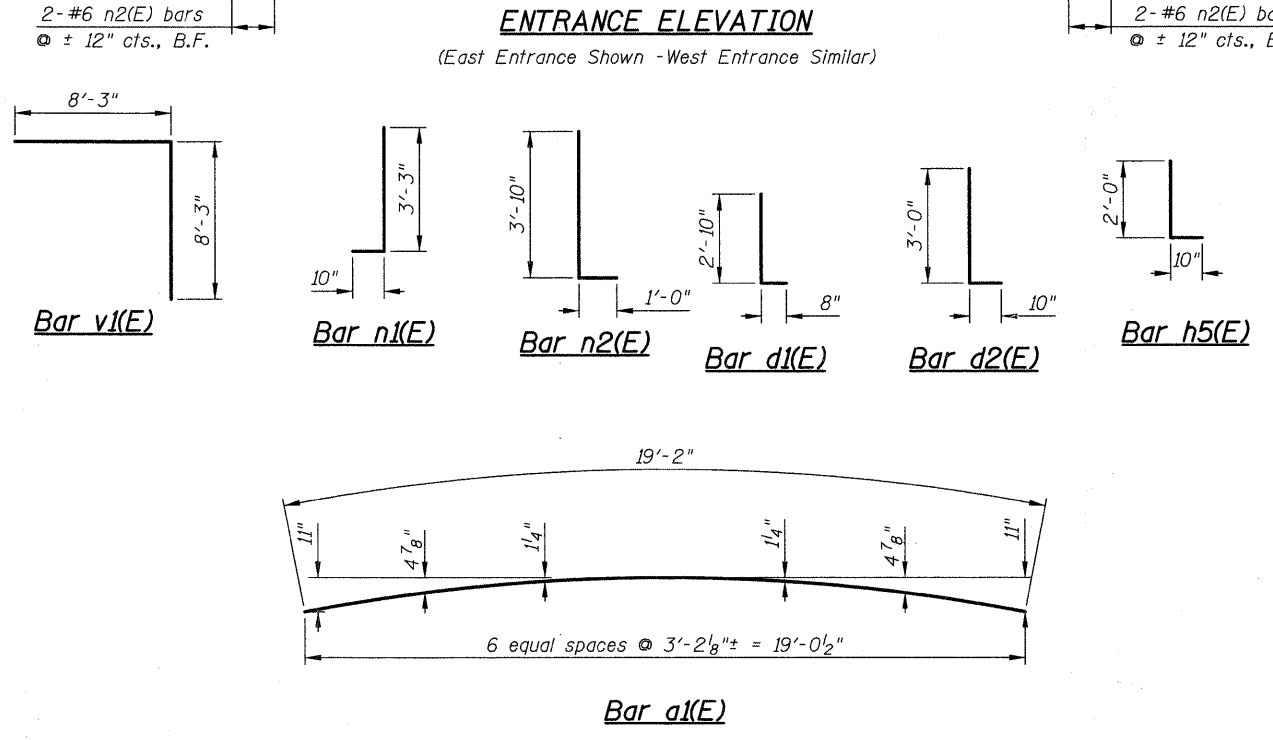 2-#6 n2(E) bars
@ ± 12" cts., B.F.
ENTRANCE ELEVATION
(East Entrance Shown -West Entrance Similar)
2-#6 n2(E)
@ ± 12" cts.,
8'-3"
8'-3"
Bar v1(E)
3'-3"
10"
Bar n1(E)
3'-10"
1'-0"
Bar n2(E)
2'-10"
8"
Bar d1(E)
3'-0"
10"
Bar d2(E)
2'-0"
10"
Bar h5(E)
19'-2"
11"
4 7/8"
1 1/4"
1 1/4"
4 7/8"
11"
6 equal spaces @ 3'-2 1/8"± = 19'-0 1/2"
Bar a1(E)